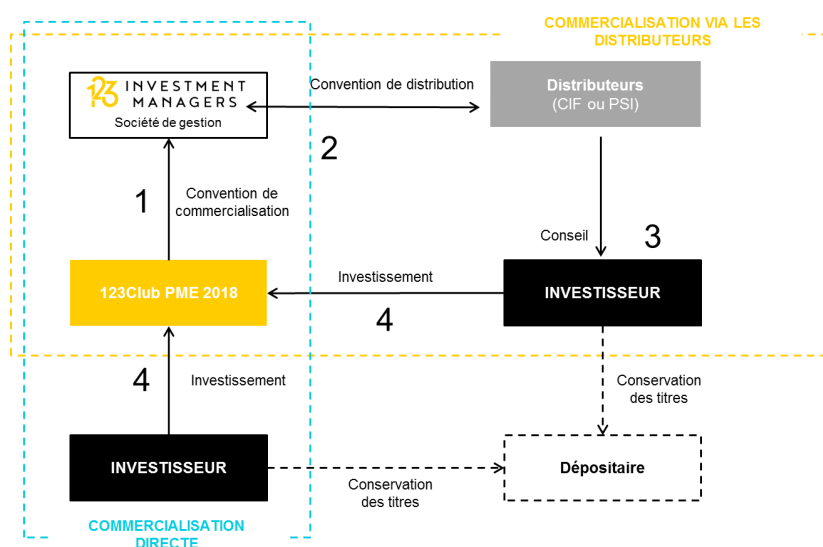 COMMERCIALISATION VIA LES
DISTRIBUTEURS
123 INVESTMENT
MANAGERS
Société de gestion
Convention de distribution
Distributeurs
(CIF ou PSI)
2
1
Convention de
commercialisation
Conseil
3
123Club PME 2018
Investissement
4
INVESTISSEUR
4
Investissement
Conservation
des titres
INVESTISSEUR
Conservation
des titres
Dépositaire
COMMERCIALISATION
DIRECTE